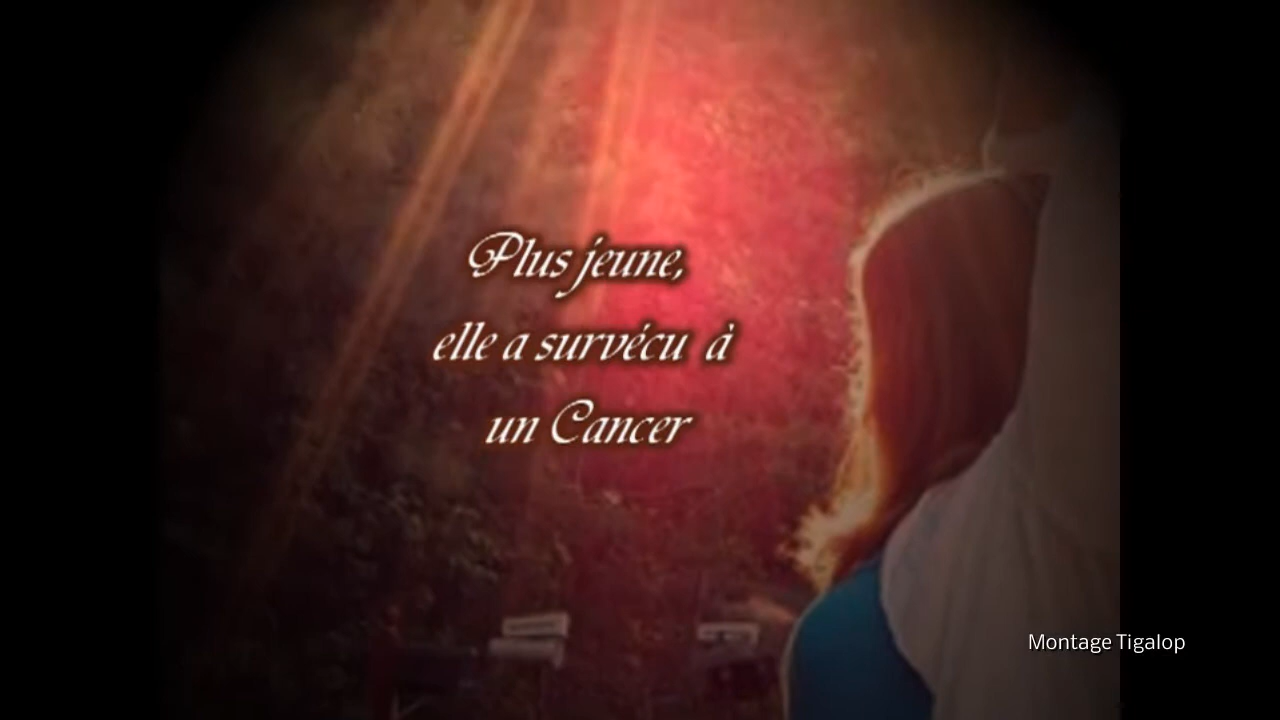 Plus jeune,
elle a survécu à
un Cancer
Montage Tigalop